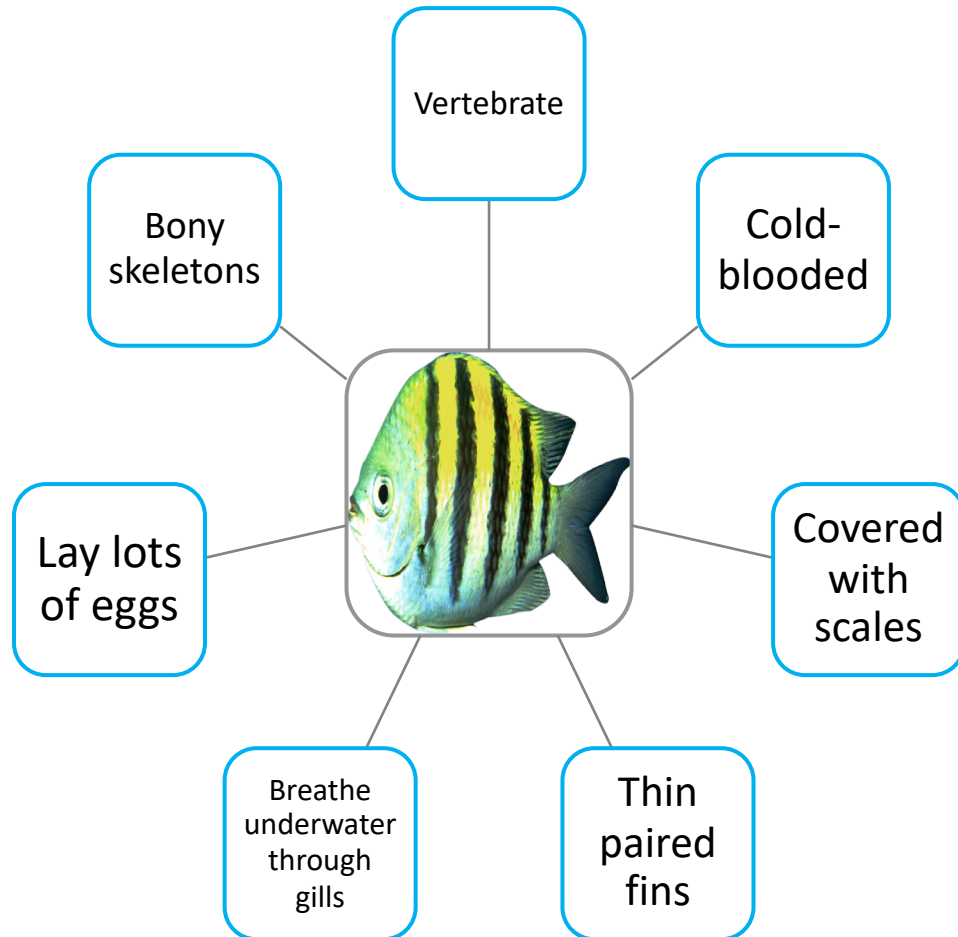 Vertebrate
Cold-
blooded
Covered
with
scales
Thin
paired
fins
Breathe
underwater
through
gills
Lay lots
of eggs
Bony
skeletons